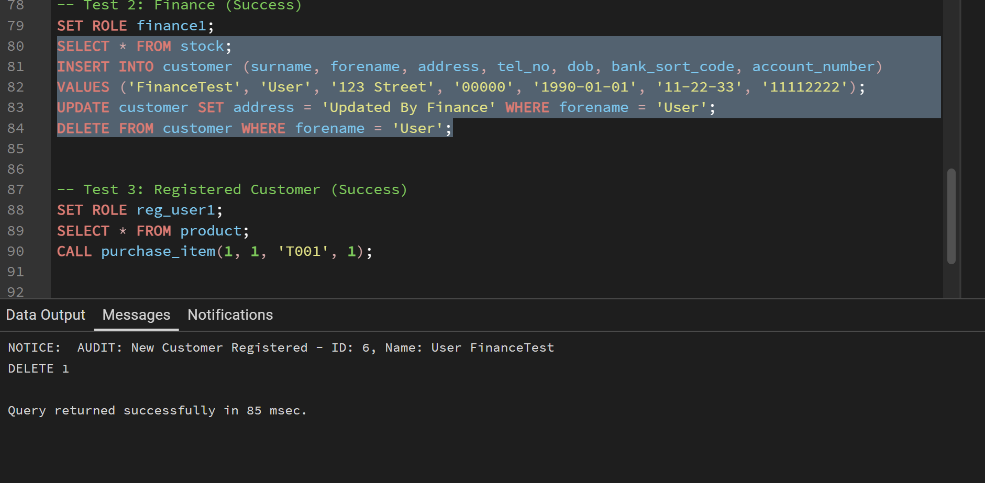 78 -- Test 2: Finance (Success)
79 SET ROLE finance1;
80 SELECT * FROM stock;
81 INSERT INTO customer (surname, forename, address, tel_no, dob, bank_sort_code, account_number)
82 VALUES ('FinanceTest', 'User', '123 Street', '00000', '1990-01-01', '11-22-33', '11112222');
83 UPDATE customer SET address = 'Updated By Finance' WHERE forename = 'User';
84 DELETE FROM customer WHERE forename = 'User';
85
86
87 -- Test 3: Registered Customer (Success)
88 SET ROLE reg_user1;
89 SELECT * FROM product;
90 CALL purchase_item(1, 1, 'T001', 1);
91
92
Data Output Messages Notifications
NOTICE:  AUDIT: New Customer Registered - ID: 6, Name: User FinanceTest
DELETE 1
Query returned successfully in 85 msec.